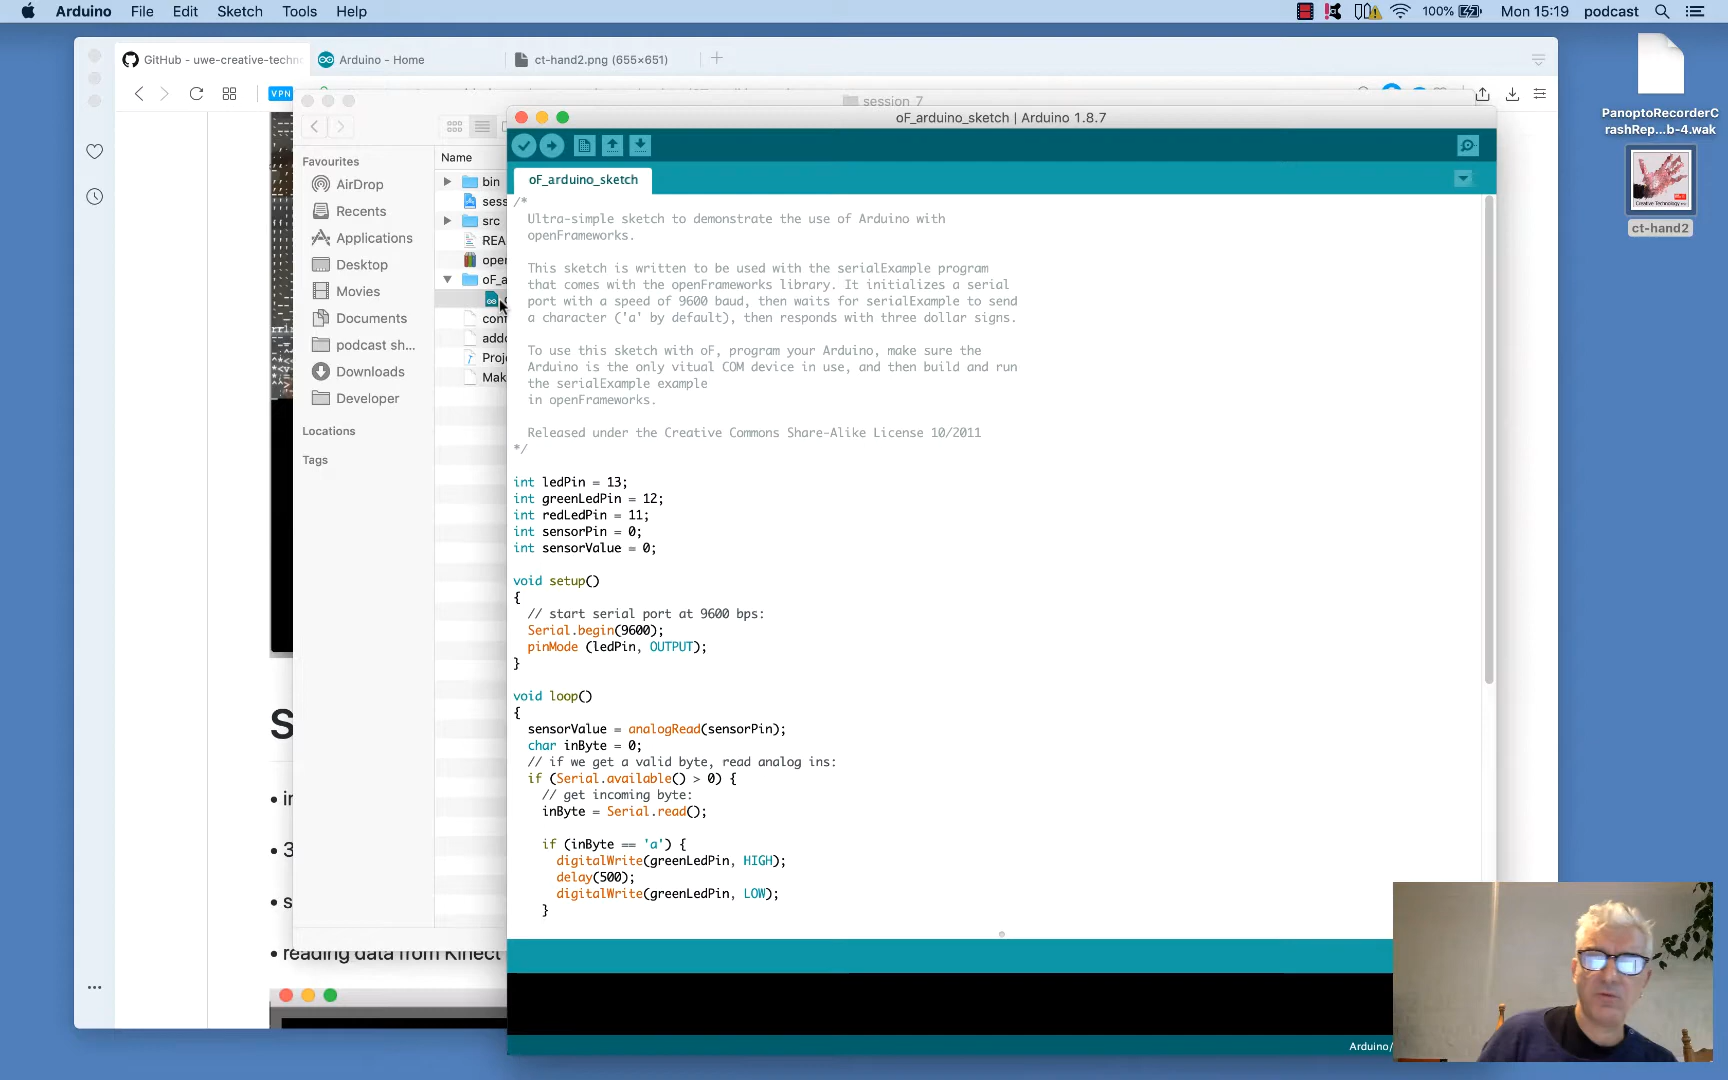 Arduino File Edit Sketch Tools Help
100% Mon 15:19 podcast
GitHub - uwe-creative-techn
Arduino - Home
ct-hand2.png (655×651)
VPN
session 7
PanoptoRecorderC
rashRep...b-4.wak
ct-hand2
Favourites
AirDrop
Recents
Applications
Desktop
Movies
Documents
podcast sh...
Downloads
Developer
Locations
Tags
Name
bin
sess
src
REA
open
oF_a
conf
addo
Proj
Mak
oF_arduino_sketch | Arduino 1.8.7
oF_arduino_sketch
/*
Ultra-simple sketch to demonstrate the use of Arduino with
openFrameworks.
This sketch is written to be used with the serialExample program
that comes with the openFrameworks library. It initializes a serial
port with a speed of 9600 baud, then waits for serialExample to send
a character ('a' by default), then responds with three dollar signs.
To use this sketch with oF, program your Arduino, make sure the
Arduino is the only vitual COM device in use, and then build and run
the serialExample example
in openFrameworks.
Released under the Creative Commons Share-Alike License 10/2011
*/
int ledPin = 13;
int greenLedPin = 12;
int redLedPin = 11;
int sensorPin = 0;
int sensorValue = 0;
void setup()
{
// start serial port at 9600 bps:
Serial.begin(9600);
pinMode (ledPin, OUTPUT);
}
void loop()
{
sensorValue = analogRead(sensorPin);
char inByte = 0;
// if we get a valid byte, read analog ins:
if (Serial.available() > 0) {
// get incoming byte:
inByte = Serial.read();
if (inByte == 'a') {
digitalWrite(greenLedPin, HIGH);
delay(500);
digitalWrite(greenLedPin, LOW);
}
Arduino/
S
• in
• 3
• s
• reading data from Kinect